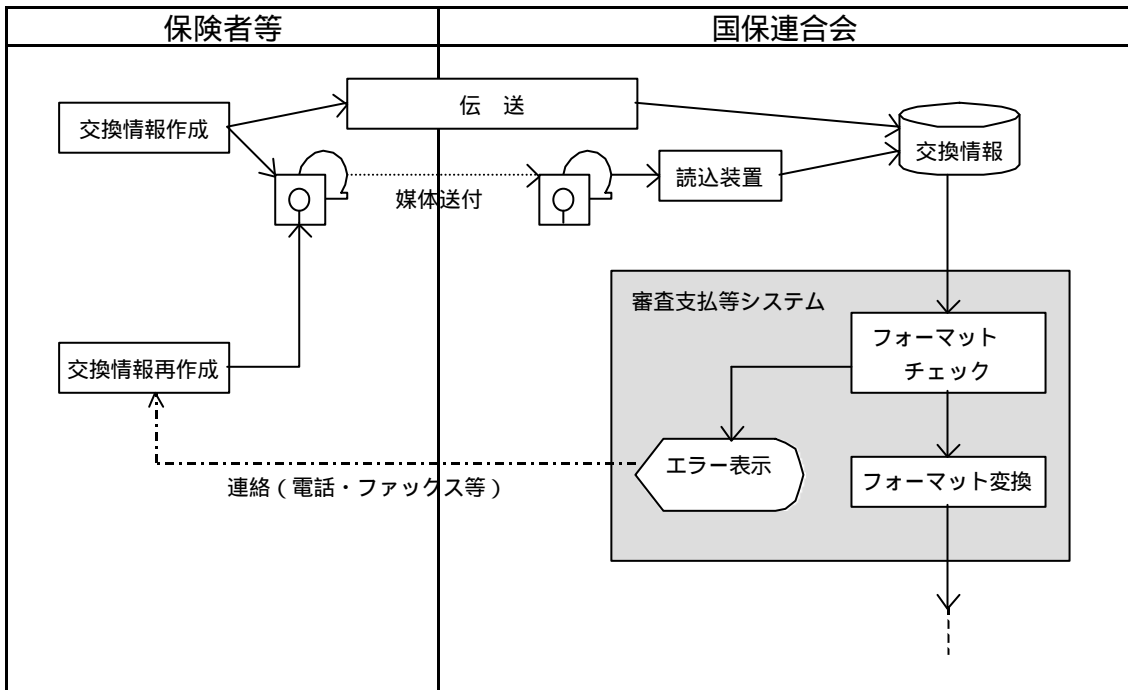 保険者等
国保連合会
伝　送
交換情報作成
交換情報
読込装置
媒体送付
審査支払等システム
フォーマット
チェック
交換情報再作成
エラー表示
フォーマット変換
連絡（電話・ファックス等）